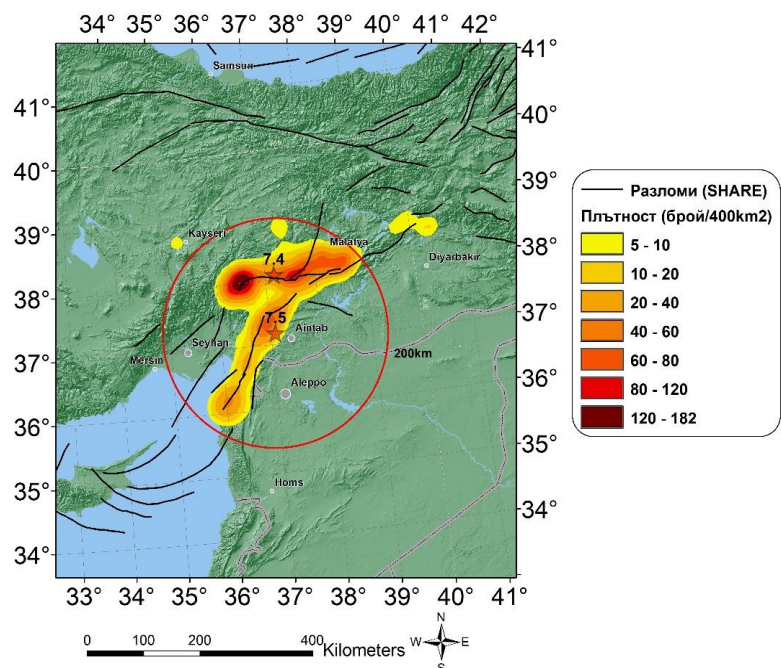 34° 35° 36° 37° 38° 39° 40° 41° 42°
41°
40°
39°
38°
37°
36°
35°
34°
41°
40°
39°
38°
37°
36°
35°
34°
Samsun
Kayseri
Malatya
Diyarbakir
7.4
7.5
Seyhan
Aintab
Mersin
200km
Aleppo
Homs
33° 34° 35° 36° 37° 38° 39° 40° 41°
0 100 200 400 Kilometers
N
W E
S
Разломи (SHARE)
Плътност (брой/400km2)
5 - 10
10 - 20
20 - 40
40 - 60
60 - 80
80 - 120
120 - 182